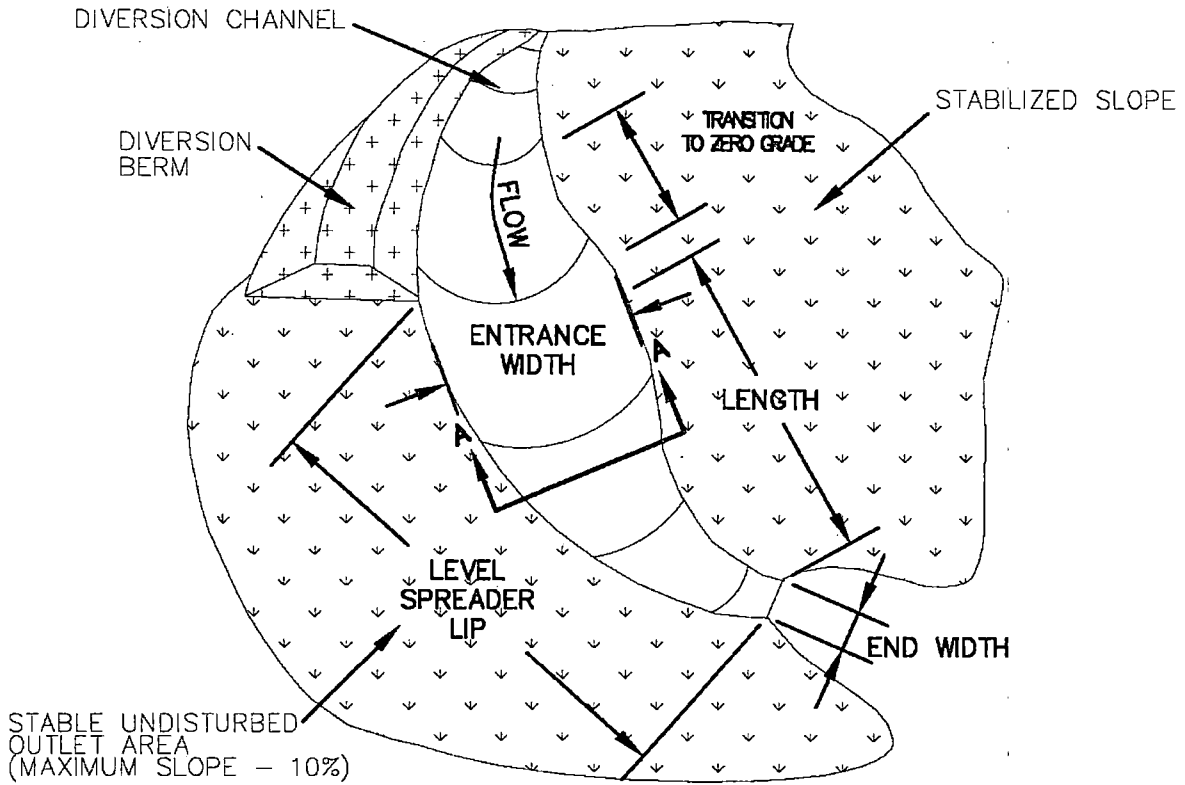 DIVERSION CHANNEL
STABILIZED SLOPE
TRANSITION
TO ZERO GRADE
DIVERSION
BERM
FLOW
ENTRANCE
WIDTH
A
LENGTH
A
LEVEL
SPREADER
LIP
END WIDTH
STABLE UNDISTURBED
OUTLET AREA
(MAXIMUM SLOPE – 10%)